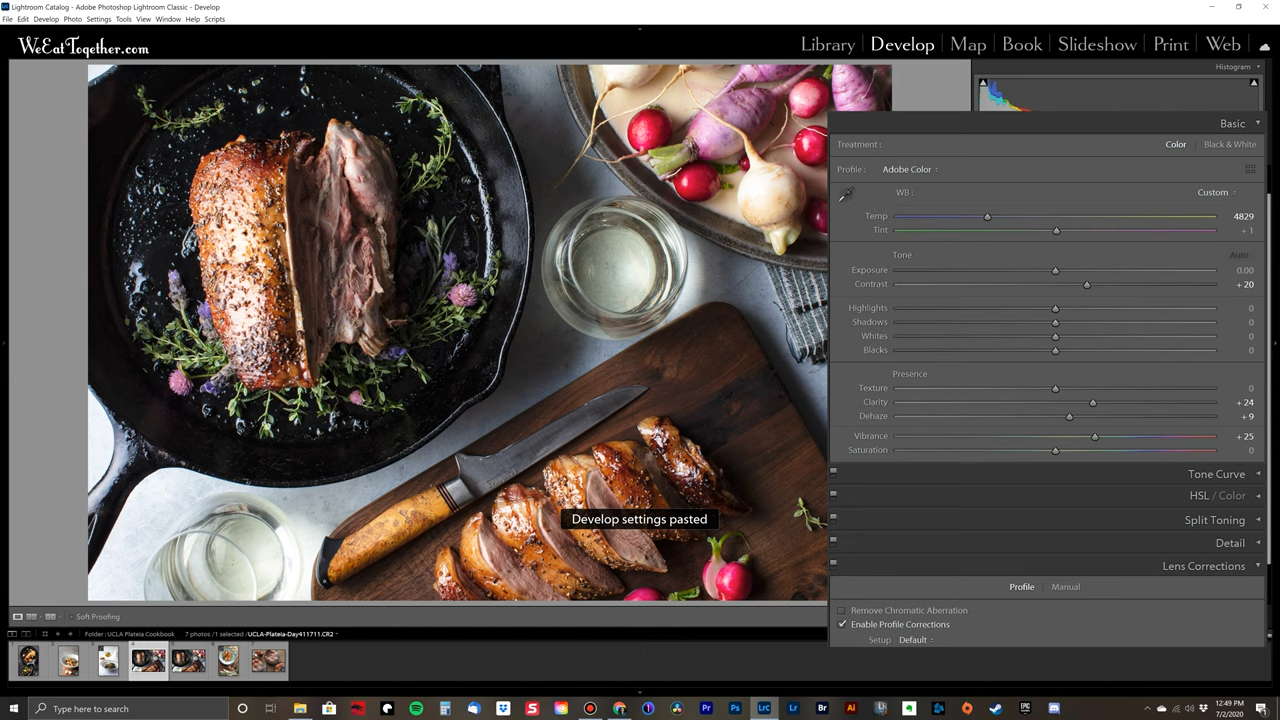 Lightroom Catalog - Adobe Photoshop Lightroom Classic - Develop
File Edit Develop Photo Settings Tools View Window Help Scripts
WeEatTogether.com
Library Develop Map Book Slideshow Print Web
Histogram
Basic
Treatment : Color Black & White
Profile : Adobe Color
WB : Custom
Temp 4829
Tint + 1
Tone Auto
Exposure 0.00
Contrast + 20
Highlights 0
Shadows 0
Whites 0
Blacks 0
Presence
Texture 0
Clarity + 24
Dehaze + 9
Vibrance + 25
Saturation 0
Tone Curve
HSL / Color
Split Toning
Detail
Lens Corrections
Profile Manual
Remove Chromatic Aberration
Enable Profile Corrections
Setup Default
Develop settings pasted
Soft Proofing
Folder : UCLA Plateia Cookbook 7 photos / 1 selected / UCLA-Plateia-Day411711.CR2
Type here to search
12:49 PM
7/2/2020